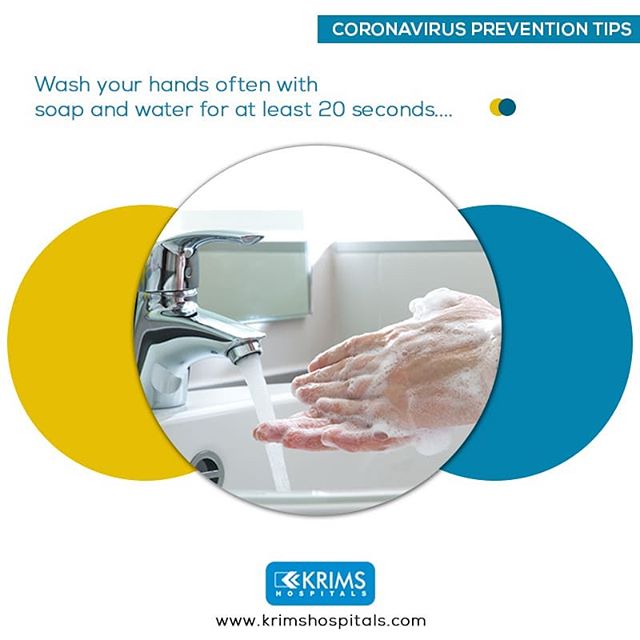 CORONAVIRUS PREVENTION TIPS
Wash your hands often with
soap and water for at least 20 seconds....
KRIMS
HOSPITALS
www.krimshospitals.com